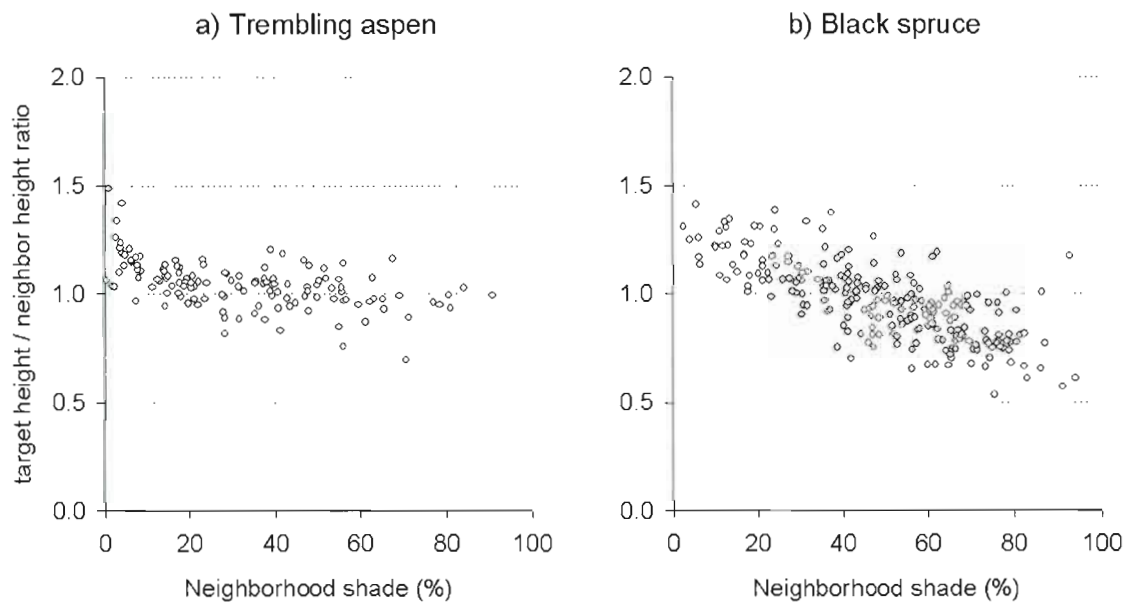 a) Trembling aspen
b) Black spruce
target height / neighbor height ratio
2.0
1.5
1.0
0.5
0.0
0 20 40 60 80 100
Neighborhood shade (%)
2.0
1.5
1.0
0.5
0.0
0 20 40 60 80 100
Neighborhood shade (%)